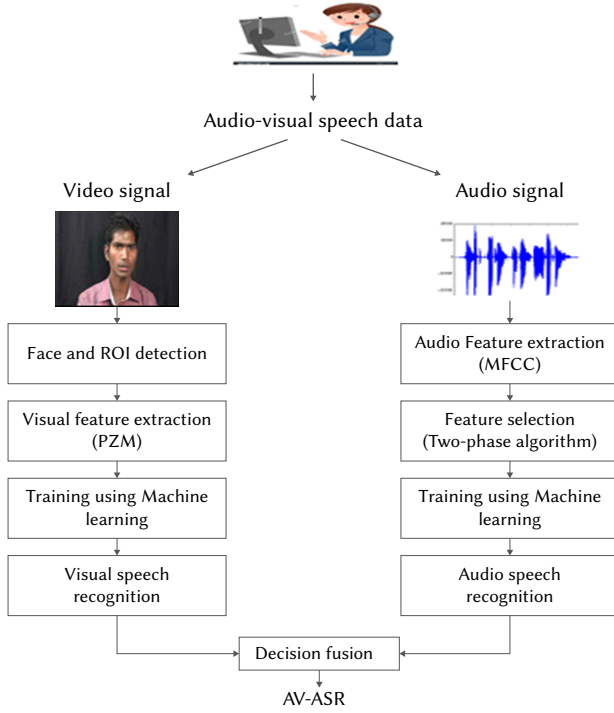 Audio-visual speech data
Video signal
Audio signal
Face and ROI detection
Visual feature extraction
(PZM)
Training using Machine
learning
Visual speech
recognition
Audio Feature extraction
(MFCC)
Feature selection
(Two-phase algorithm)
Training using Machine
learning
Audio speech
recognition
Decision fusion
AV-ASR